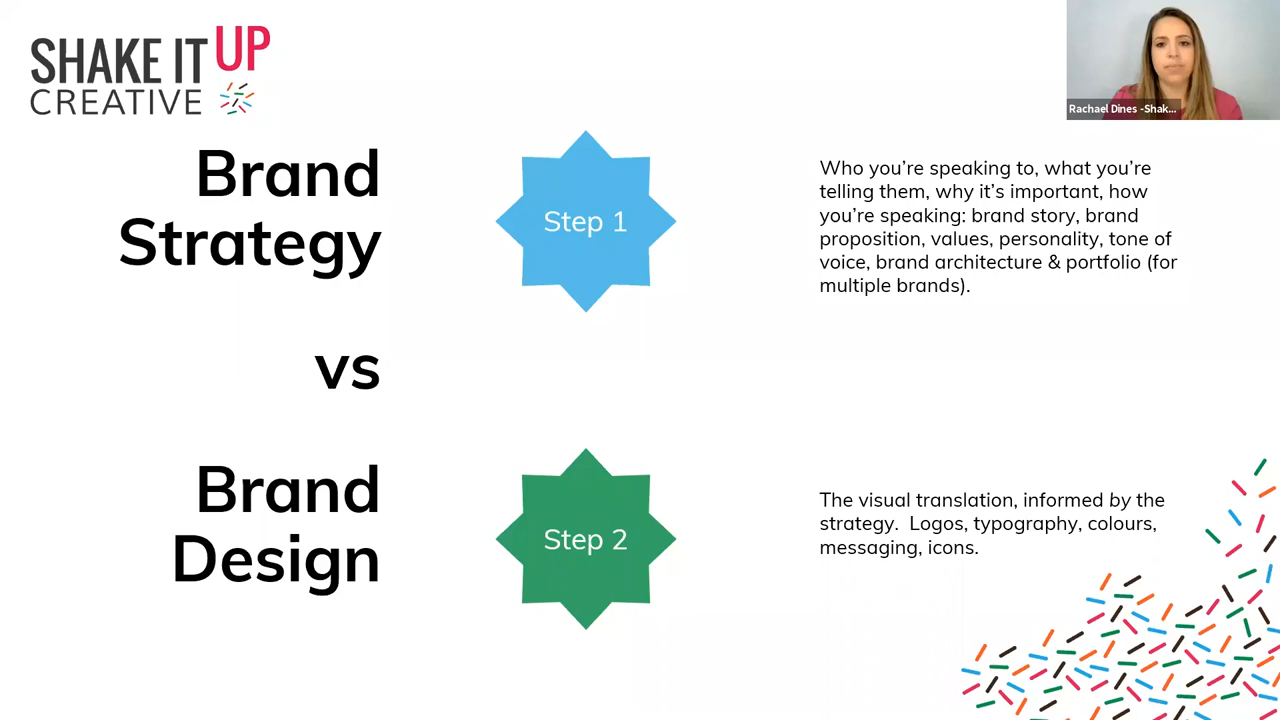 SHAKE IT UP
CREATIVE
Rachael Dines -Shak...
Brand
Strategy
vs
Brand
Design
Step 1
Step 2
Who you’re speaking to, what you’re
telling them, why it’s important, how
you’re speaking: brand story, brand
proposition, values, personality, tone of
voice, brand architecture & portfolio (for
multiple brands).
The visual translation, informed by the
strategy.  Logos, typography, colours,
messaging, icons.